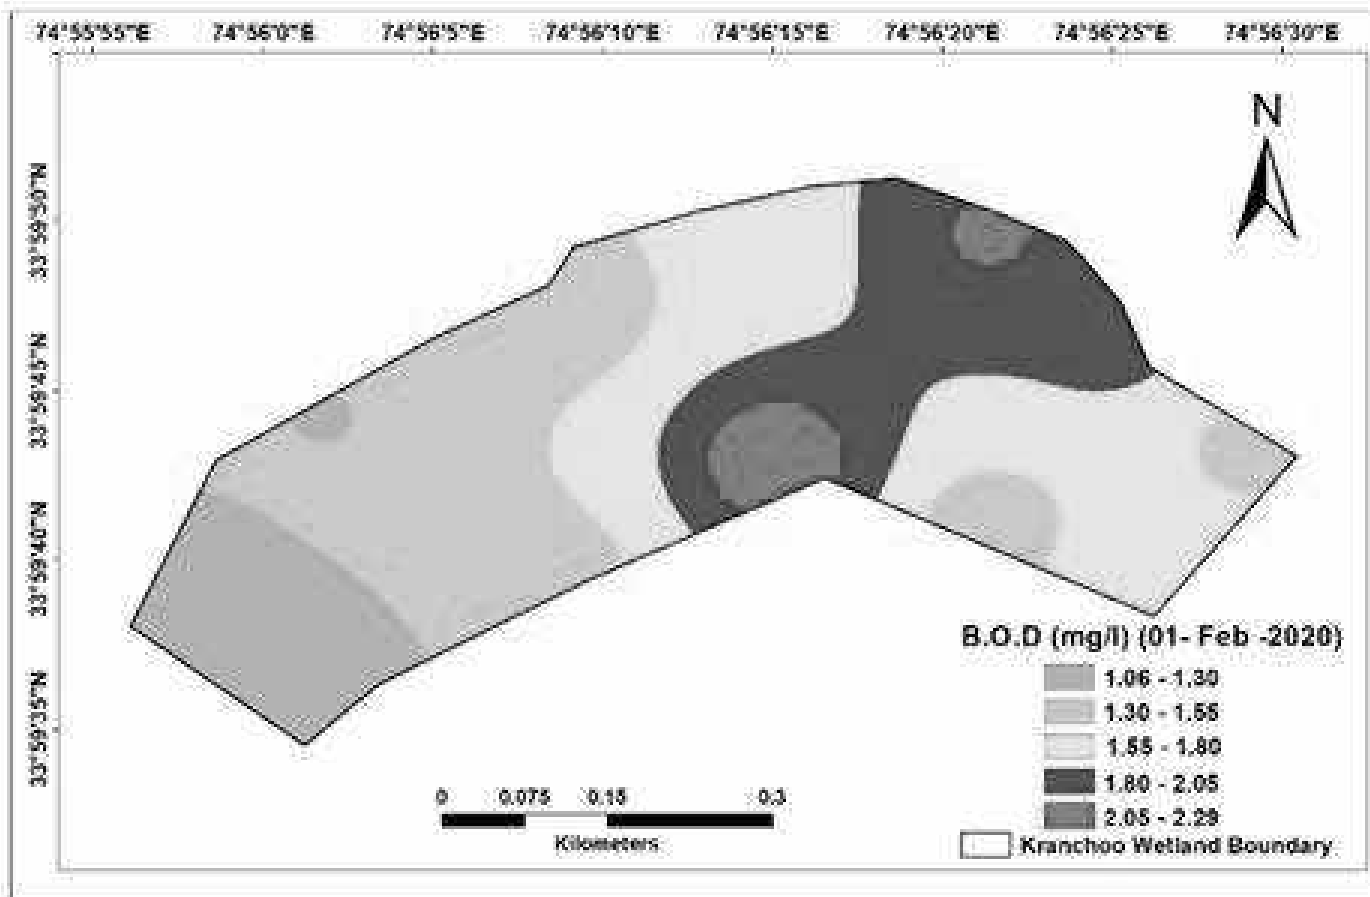 74°55'55"E 74°56'0"E 74°56'5"E 74°56'10"E 74°56'15"E 74°56'20"E 74°56'25"E 74°56'30"E
N
33°59'50"N
33°59'45"N
33°59'40"N
33°59'35"N
B.O.D (mg/l) (01- Feb -2020)
1.06 - 1.30
1.30 - 1.55
1.55 - 1.80
1.80 - 2.05
2.05 - 2.29
Kranchoo Wetland Boundary
0 0.075 0.15 0.3
Kilometers